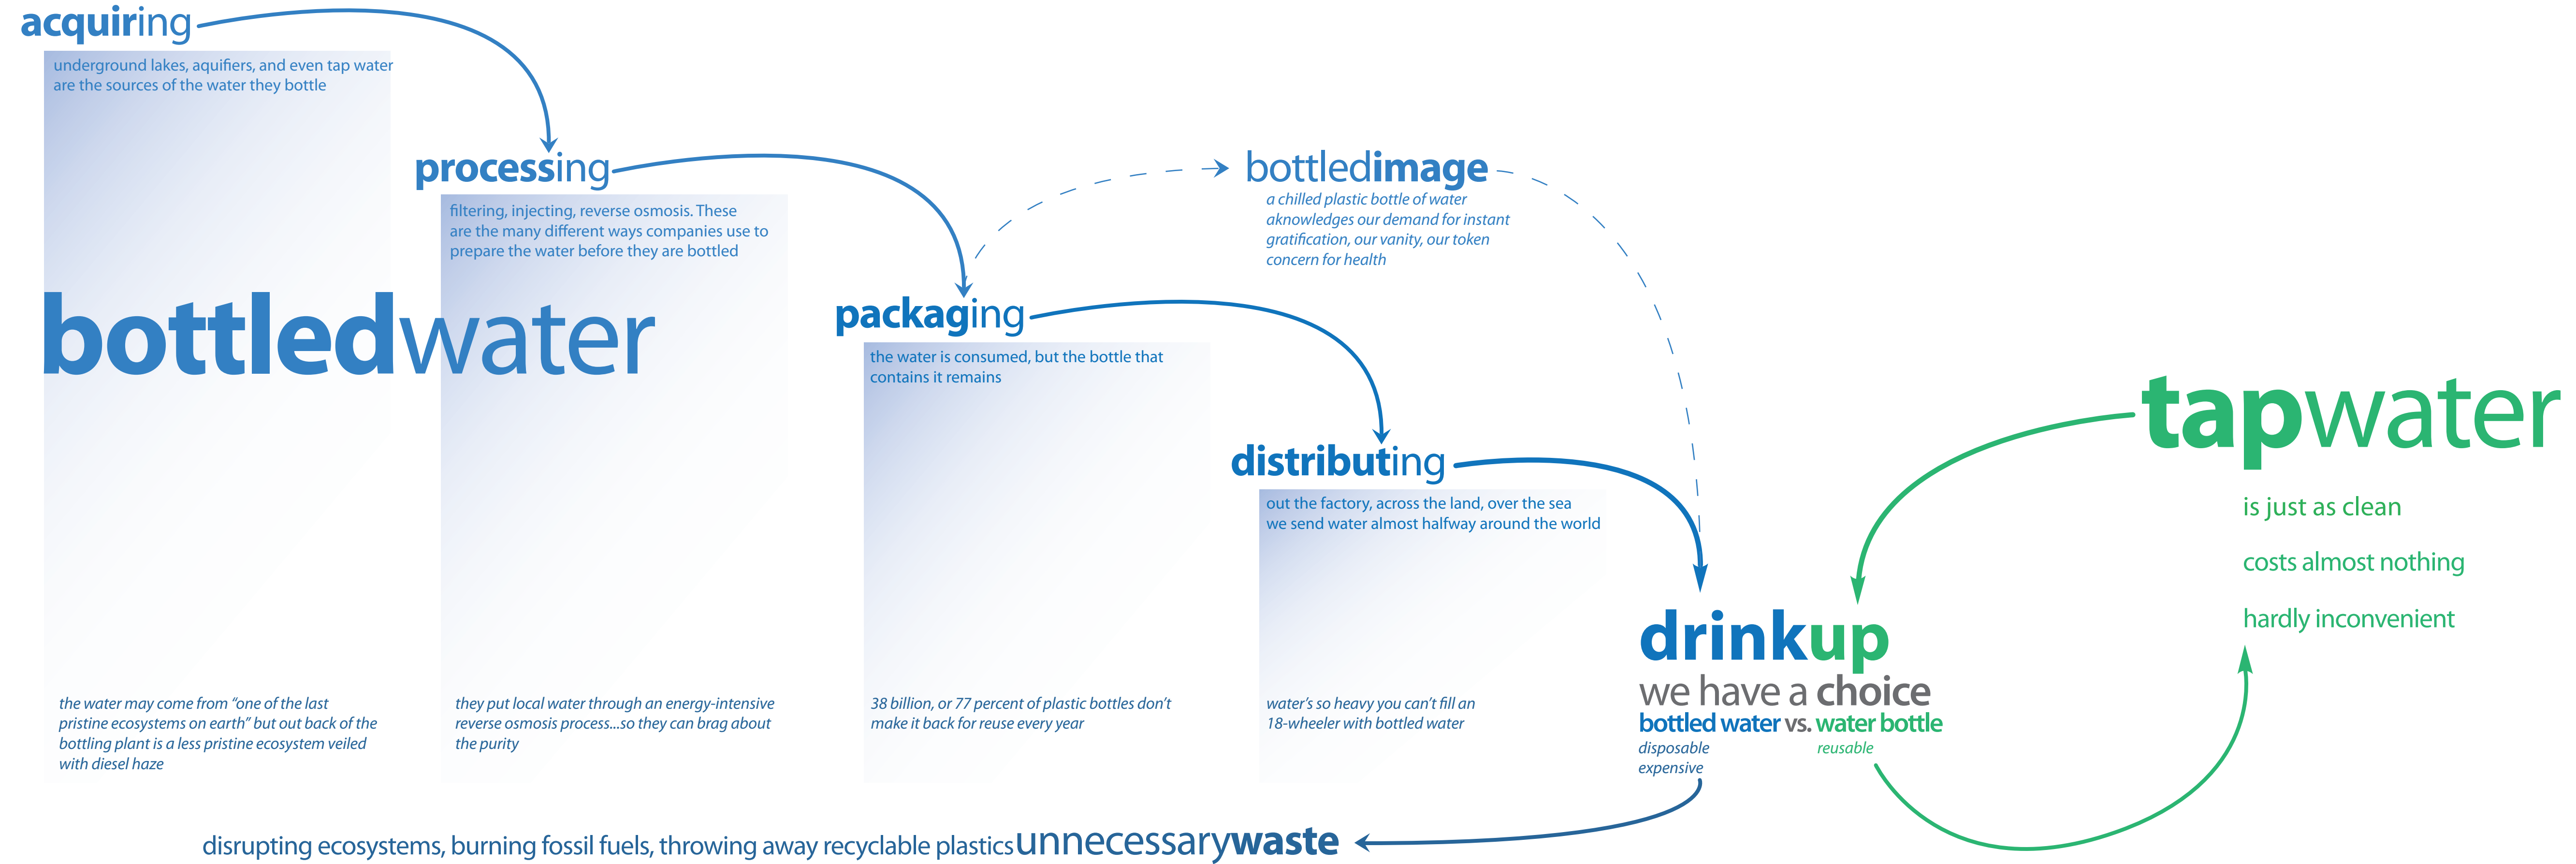 acquiring
underground lakes, aquifiers, and even tap water
are the sources of the water they bottle
processing
filtering, injecting, reverse osmosis. These
are the many different ways companies use to
prepare the water before they are bottled
bottledimage
a chilled plastic bottle of water
aknowledges our demand for instant
gratification, our vanity, our token
concern for health
bottledwater
packaging
the water is consumed, but the bottle that
contains it remains
distributing
out the factory, across the land, over the sea
we send water almost halfway around the world
tapwater
is just as clean
costs almost nothing
hardly inconvenient
the water may come from “one of the last
pristine ecosystems on earth” but out back of the
bottling plant is a less pristine ecosystem veiled
with diesel haze
they put local water through an energy-intensive
reverse osmosis process...so they can brag about
the purity
38 billion, or 77 percent of plastic bottles don’t
make it back for reuse every year
water’s so heavy you can’t fill an
18-wheeler with bottled water
drinkup
we have a choice
bottled water vs. water bottle
disposable reusable
expensive
disrupting ecosystems, burning fossil fuels, throwing away recyclable plastics unnecessarywaste